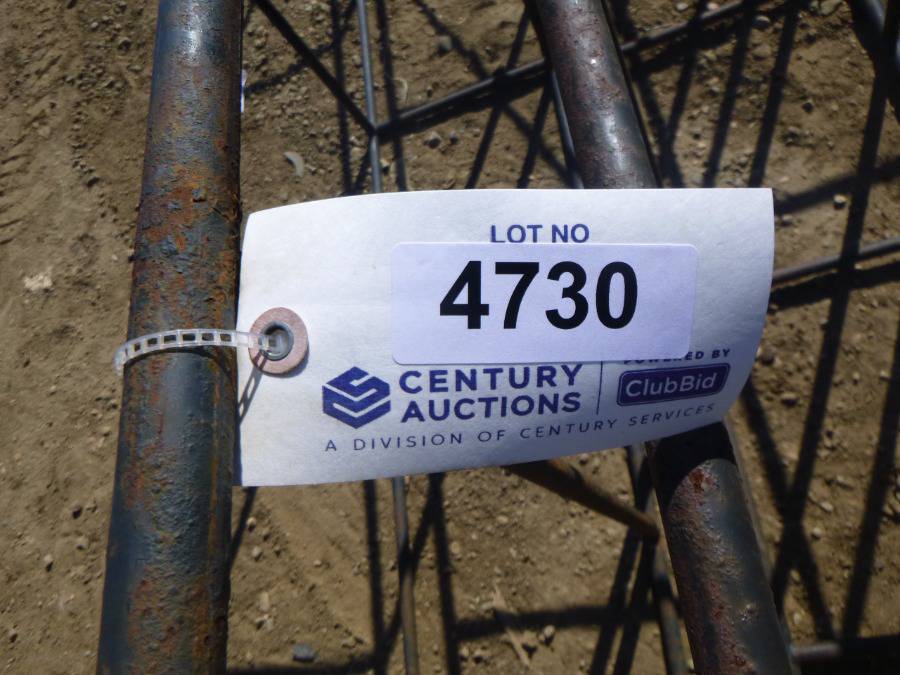 LOT NO
4730
POWERED BY
CENTURY
AUCTIONS
ClubBid
A DIVISION OF CENTURY SERVICES